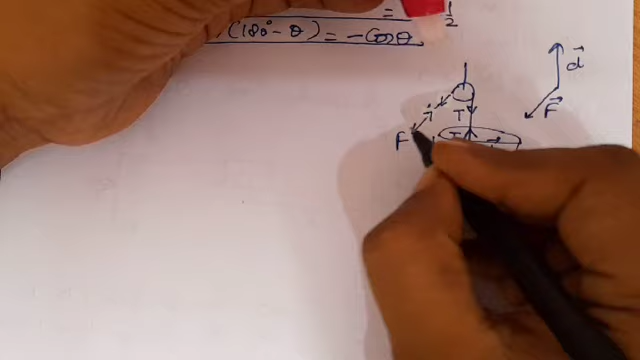 = 1/2
(180° - θ) = -Cosθ
d⃗
T
T
F⃗
F
T